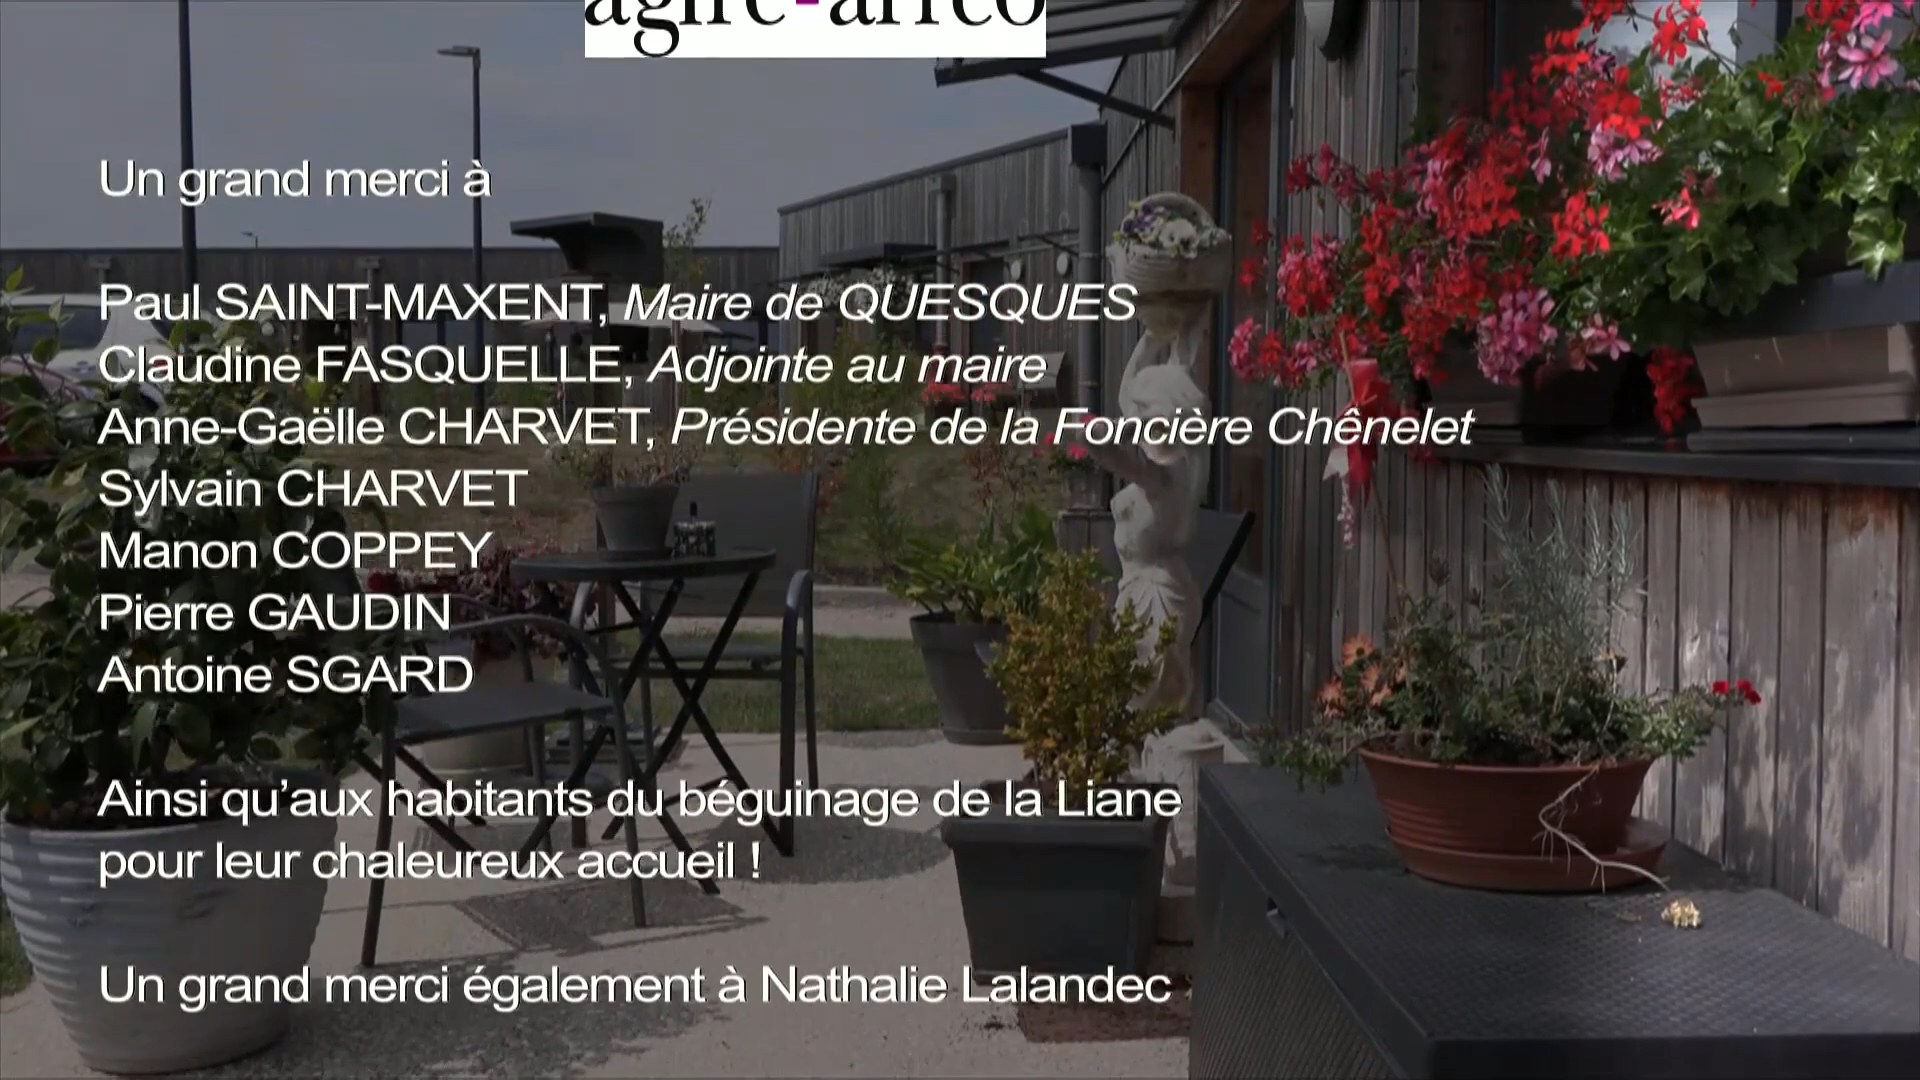 agirc-arrco
Un grand merci à
Paul SAINT-MAXENT, Maire de QUESQUES
Claudine FASQUELLE, Adjointe au maire
Anne-Gaëlle CHARVET, Présidente de la Foncière Chênelet
Sylvain CHARVET
Manon COPPEY
Pierre GAUDIN
Antoine SGARD
Ainsi qu’aux habitants du béguinage de la Liane
pour leur chaleureux accueil !
Un grand merci également à Nathalie Lalandec